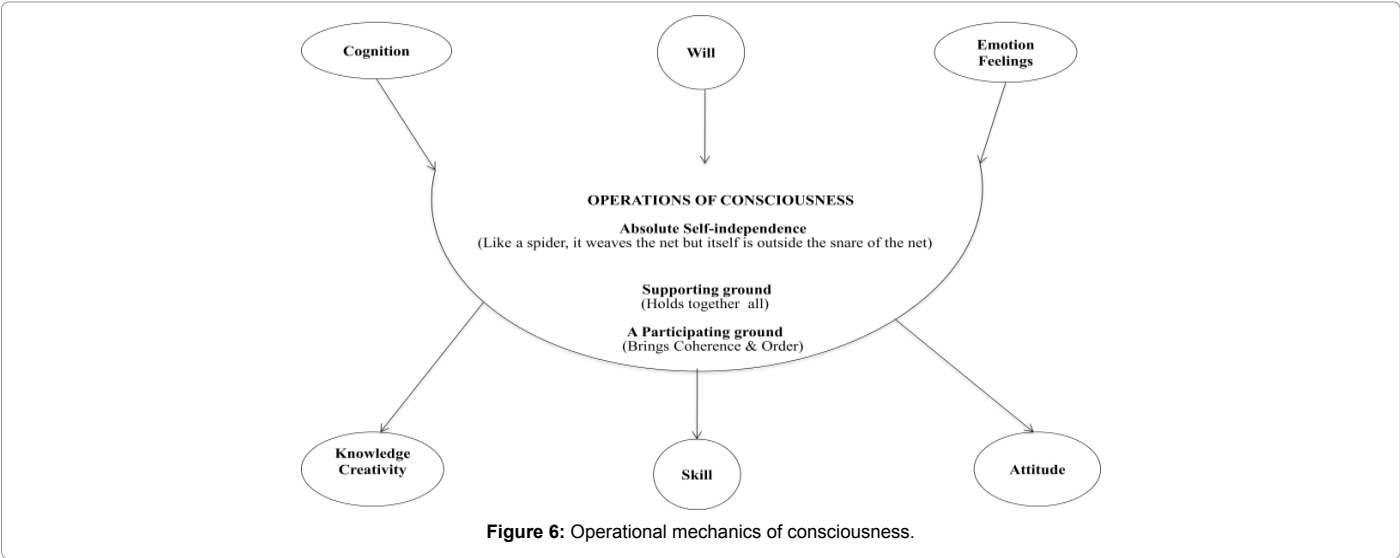 Cognition
Will
Emotion
Feelings
OPERATIONS OF CONSCIOUSNESS
Absolute Self-independence
(Like a spider, it weaves the net but itself is outside the snare of the net)
Supporting ground
(Holds together all)
A Participating ground
(Brings Coherence & Order)
Knowledge
Creativity
Skill
Attitude
Figure 6: Operational mechanics of consciousness.